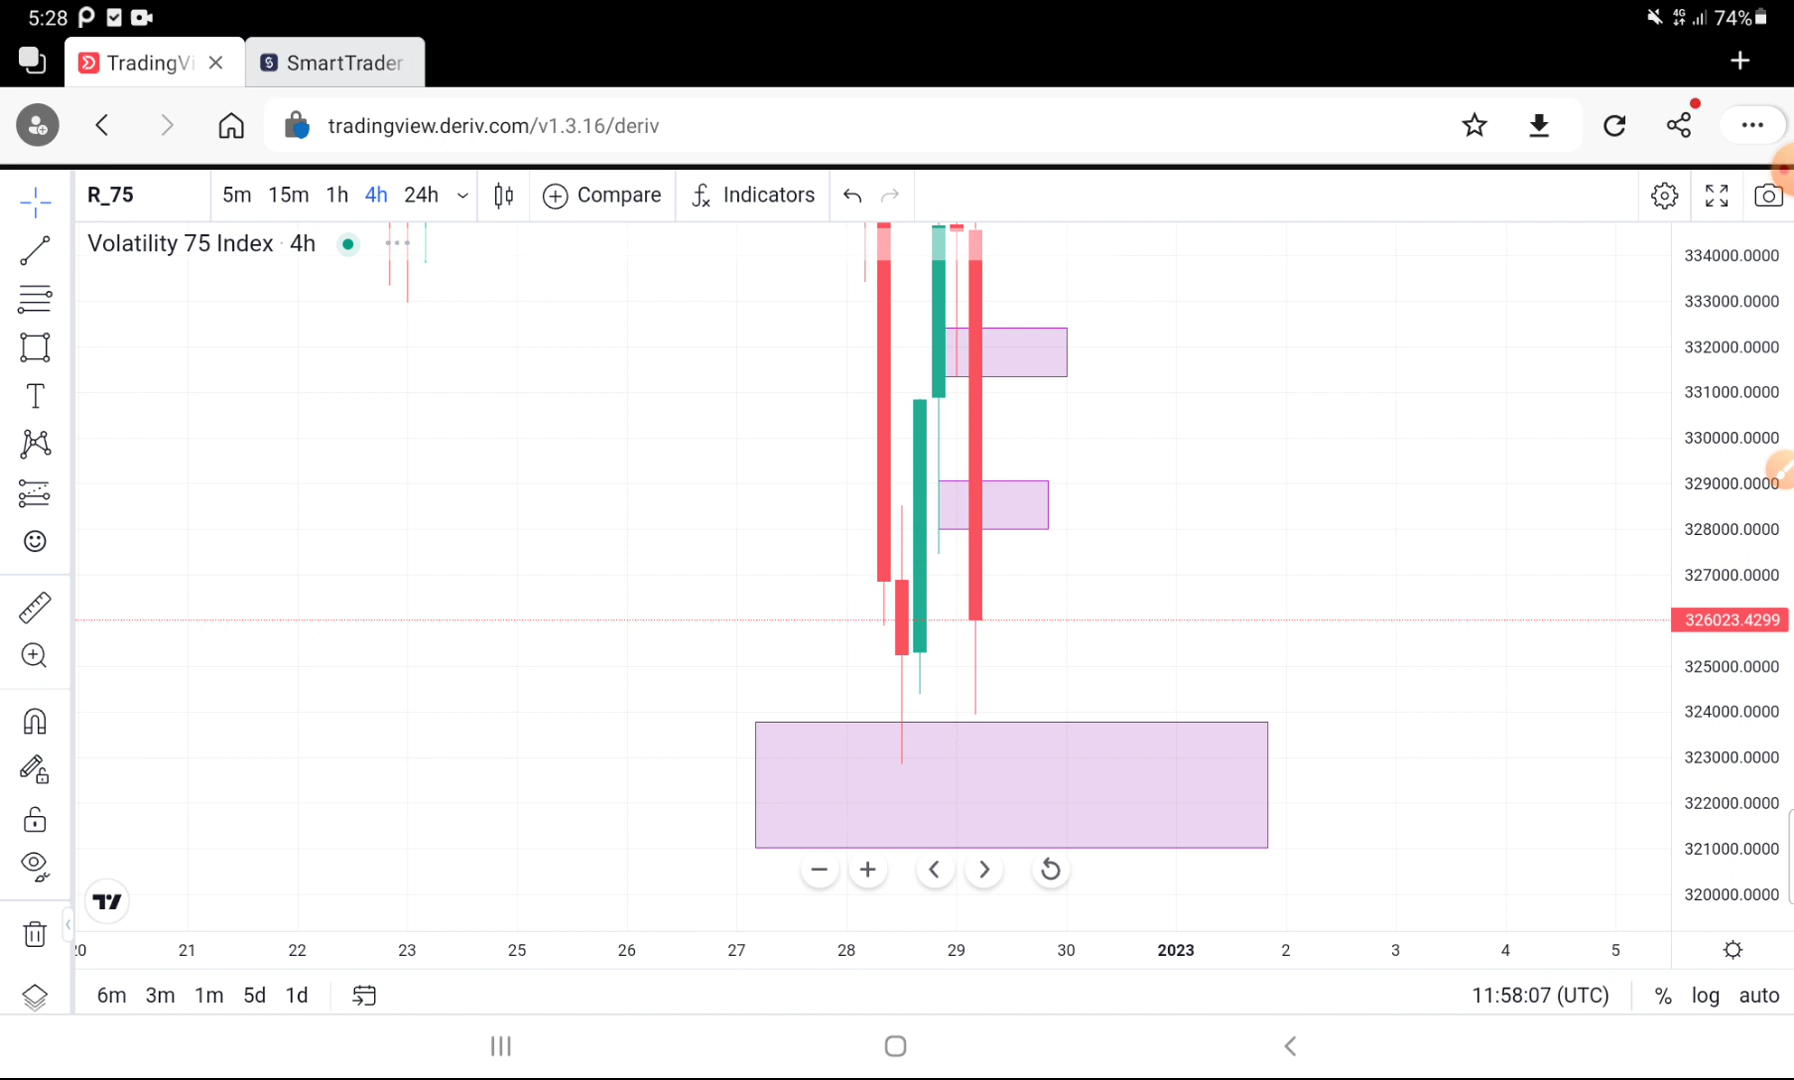 5:28
4G
74%
TradingVi
SmartTrader
tradingview.deriv.com/v1.3.16/deriv
R_75
5m 15m 1h 4h 24h
Compare
Indicators
Volatility 75 Index · 4h
334000.0000
333000.0000
332000.0000
331000.0000
330000.0000
329000.0000
328000.0000
327000.0000
326023.4299
325000.0000
324000.0000
323000.0000
322000.0000
321000.0000
320000.0000
20 21 22 23 25 26 27 28 29 30 2023 2 3 4 5
6m 3m 1m 5d 1d
11:58:07 (UTC)
% log auto